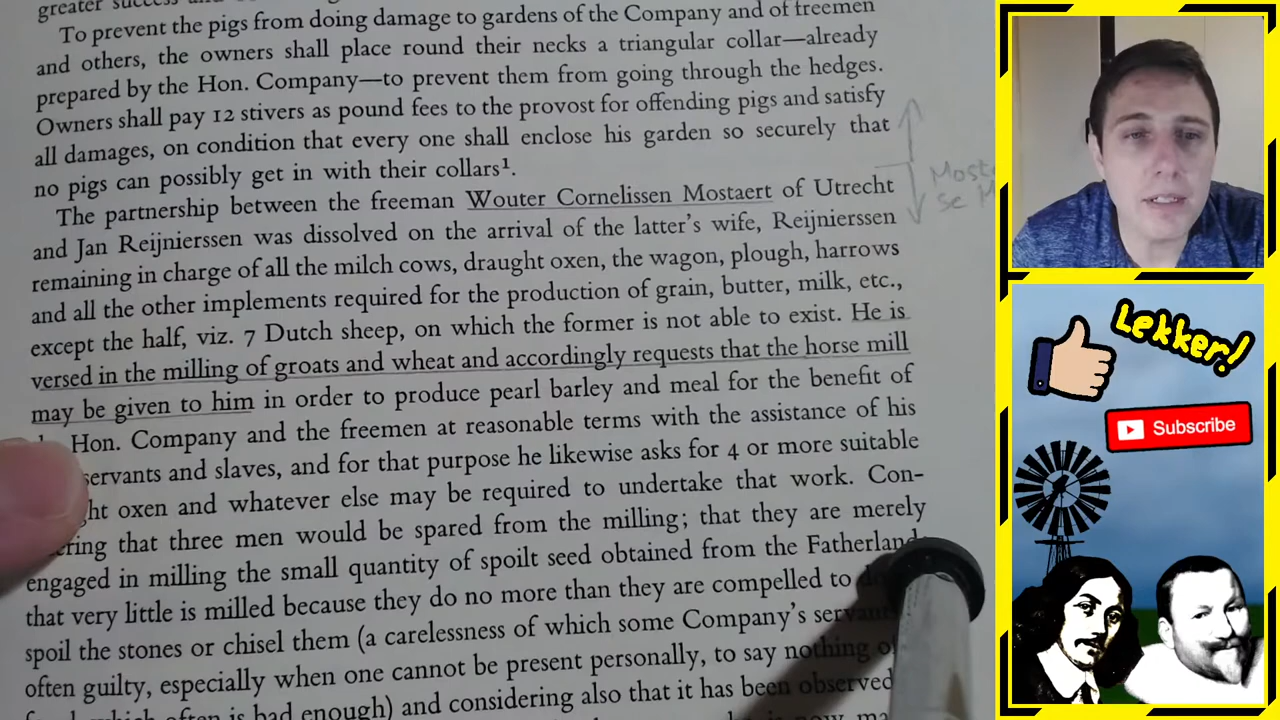 greater success and
To prevent the pigs from doing damage to gardens of the Company and of freemen
and others, the owners shall place round their necks a triangular collar—already
prepared by the Hon. Company—to prevent them from going through the hedges.
Owners shall pay 12 stivers as pound fees to the provost for offending pigs and satisfy
all damages, on condition that every one shall enclose his garden so securely that
no pigs can possibly get in with their collars¹.
The partnership between the freeman Wouter Cornelissen Mostaert of Utrecht
and Jan Reijnierssen was dissolved on the arrival of the latter's wife, Reijnierssen
remaining in charge of all the milch cows, draught oxen, the wagon, plough, harrows
and all the other implements required for the production of grain, butter, milk, etc.,
except the half, viz. 7 Dutch sheep, on which the former is not able to exist. He is
versed in the milling of groats and wheat and accordingly requests that the horse mill
may be given to him in order to produce pearl barley and meal for the benefit of
Hon. Company and the freemen at reasonable terms with the assistance of his
servants and slaves, and for that purpose he likewise asks for 4 or more suitable
ght oxen and whatever else may be required to undertake that work. Con-
ering that three men would be spared from the milling; that they are merely
engaged in milling the small quantity of spoilt seed obtained from the Fatherland
that very little is milled because they do no more than they are compelled to
spoil the stones or chisel them (a carelessness of which some Company's servants
often guilty, especially when one cannot be present personally, to say nothing of
which often is bad enough) and considering also that it has been observed
Most
se M
Lekker!
Subscribe